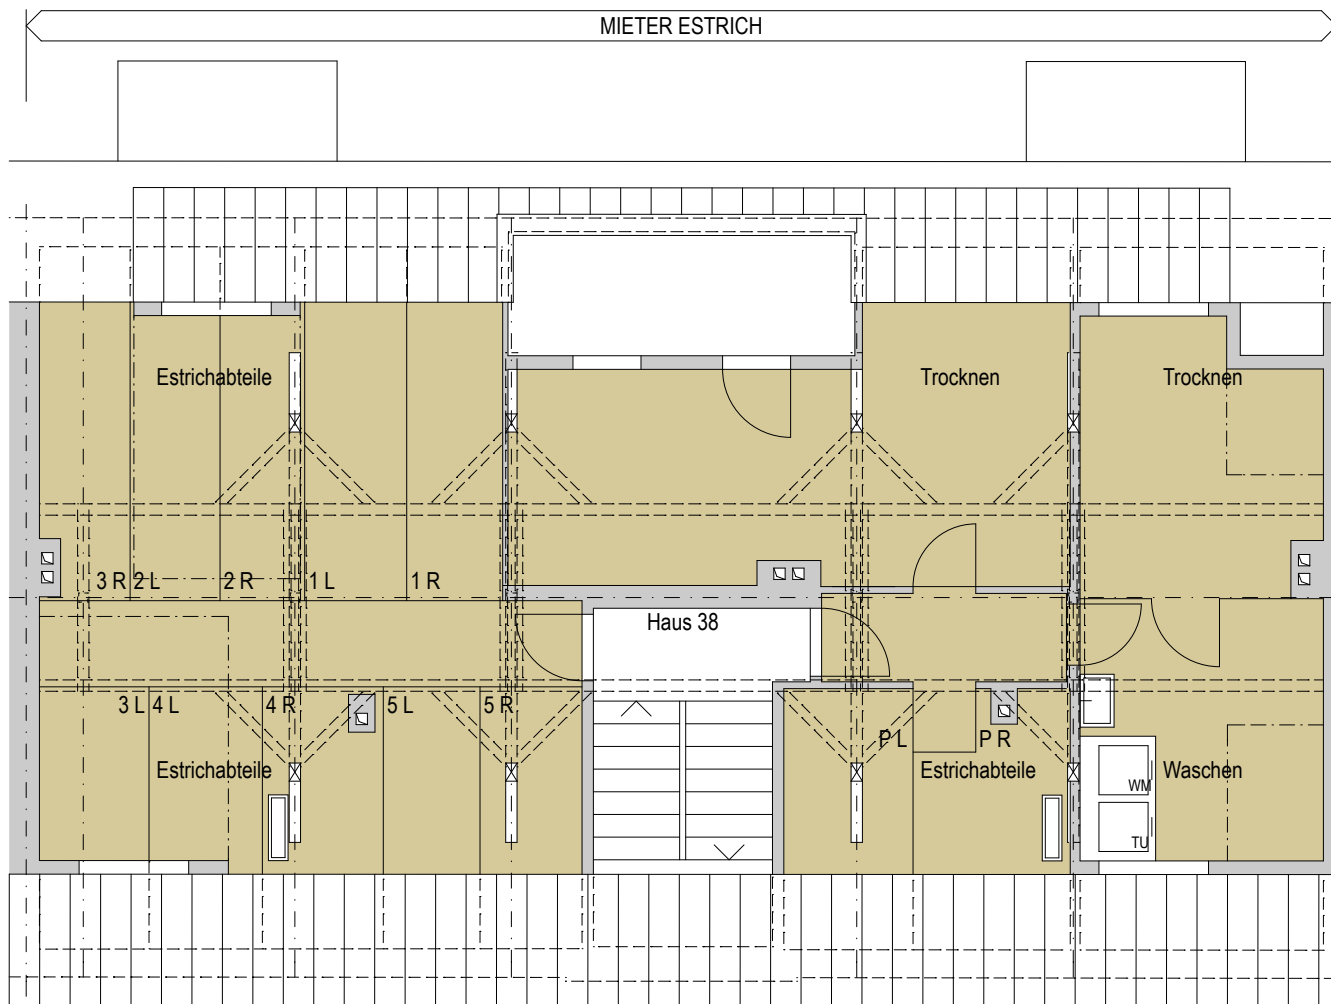 MIETER ESTRICH
Estrichabteile
Trocknen
Trocknen
3 R 2 L 2 R 1 L 1 R
Haus 38
3 L 4 L 4 R 5 L 5 R
P L P R
Estrichabteile
Estrichabteile
Waschen
WM
TU